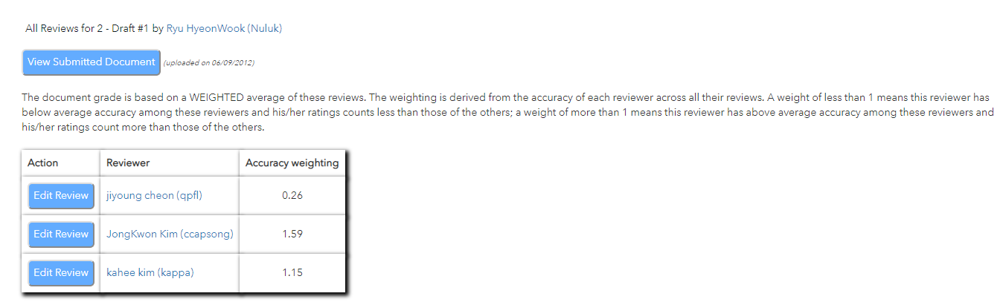 All Reviews for 2 - Draft #1 by Ryu HyeonWook (Nuluk)
View Submitted Document (uploaded on 06/09/2012)
The document grade is based on a WEIGHTED average of these reviews. The weighting is derived from the accuracy of each reviewer across all their reviews. A weight of less than 1 means this reviewer has
below average accuracy among these reviewers and his/her ratings counts less than those of the others; a weight of more than 1 means this reviewer has above average accuracy among these reviewers and
his/her ratings count more than those of the others.
Action Reviewer Accuracy weighting
Edit Review jiyoung cheon (qpfl) 0.26
Edit Review JongKwon Kim (ccapsong) 1.59
Edit Review kahee kim (kappa) 1.15